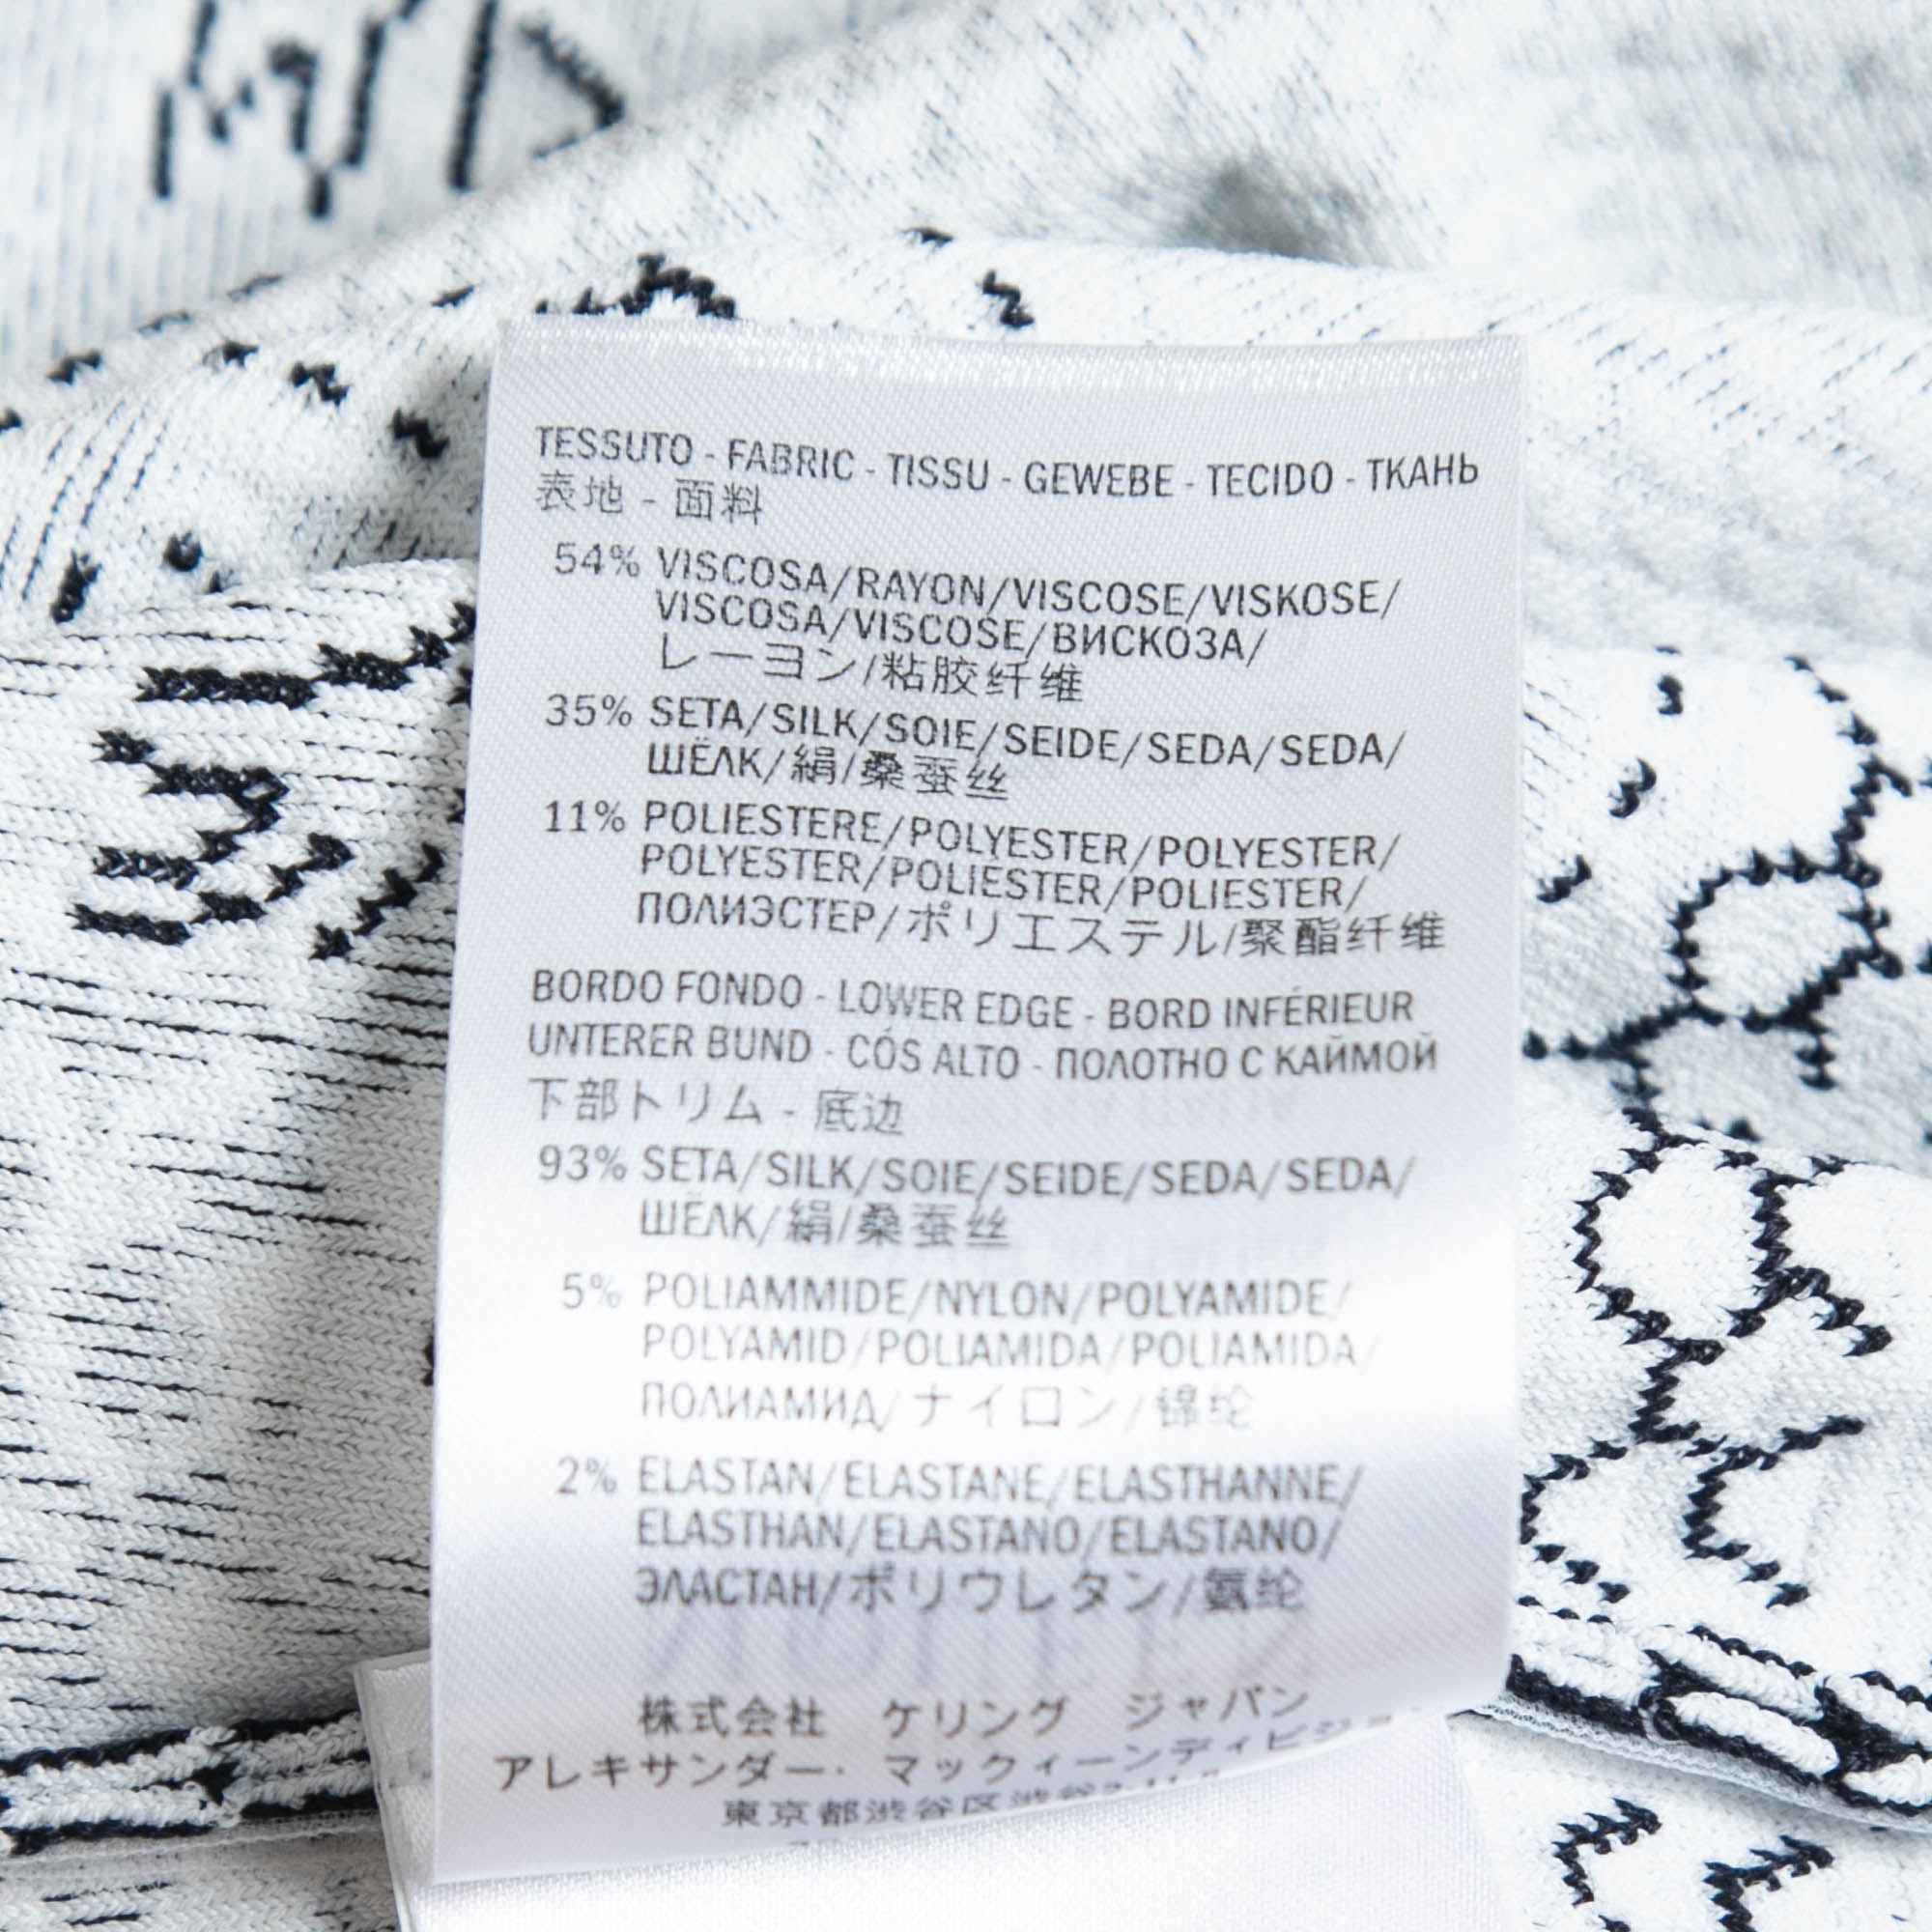 TESSUTO - FABRIC - TISSU - GEWEBE - TECIDO - ТКАНЬ
表地 - 面料
54% VISCOSA/RAYON/VISCOSE/VISKOSE/
VISCOSA/VISCOSE/ВИСКОЗА/
レーヨン/粘胶纤维
35% SETA/SILK/SOIE/SEIDE/SEDA/SEDA/
ШЁЛК/絹/桑蚕丝
11% POLIESTERE/POLYESTER/POLYESTER/
POLYESTER/POLIESTER/POLIESTER/
ПОЛИЭСТЕР/ポリエステル/聚酯纤维
BORDO FONDO - LOWER EDGE - BORD INFÉRIEUR
UNTERER BUND - CÓS ALTO - ПОЛОТНО С КАЙМОЙ
下部トリム - 底边
93% SETA/SILK/SOIE/SEIDE/SEDA/SEDA/
ШЁЛК/絹/桑蚕丝
5% POLIAMMIDE/NYLON/POLYAMIDE/
POLYAMID/POLIAMIDA/POLIAMIDA/
ПОЛИАМИД/ナイロン/锦纶
2% ELASTAN/ELASTANE/ELASTHANNE/
ELASTHAN/ELASTANO/ELASTANO/
ЭЛАСТАН/ポリウレタン/氨纶
株式会社 ケリング ジャパン
アレキサンダー・マックィーンディビジョ
東京都渋谷区渋谷